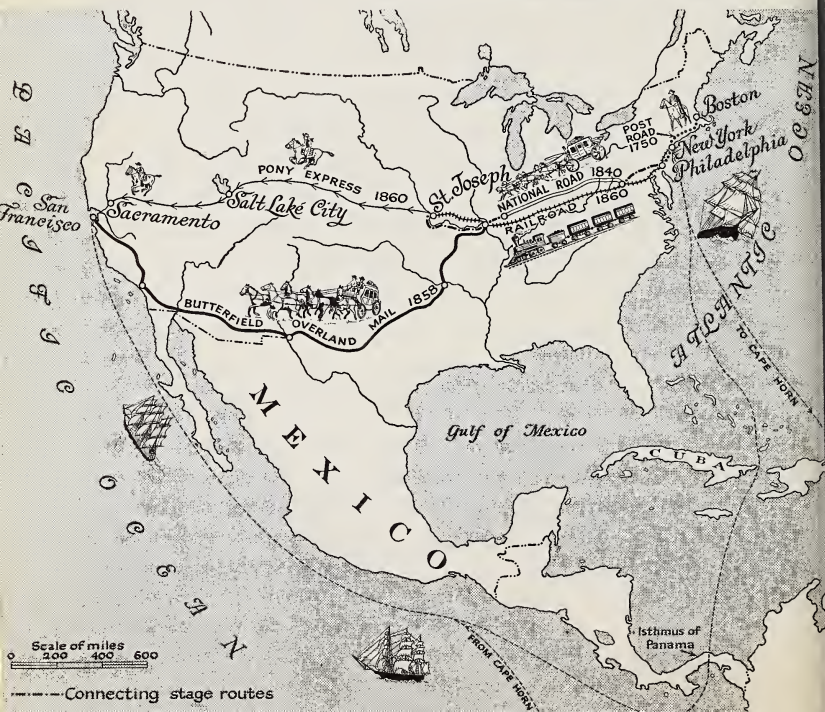 PACIFIC OCEAN
ATLANTIC OCEAN
Boston
POST
ROAD
1750
New York
Philadelphia
St. Joseph
NATIONAL ROAD 1840
RAILROAD 1860
PONY EXPRESS 1860
Salt Lake City
Sacramento
San
Francisco
BUTTERFIELD OVERLAND MAIL 1858
TO CAPE HORN
MEXICO
Gulf of Mexico
CUBA
Isthmus of
Panama
FROM CAPE HORN
Scale of miles
0 200 400 600
Connecting stage routes